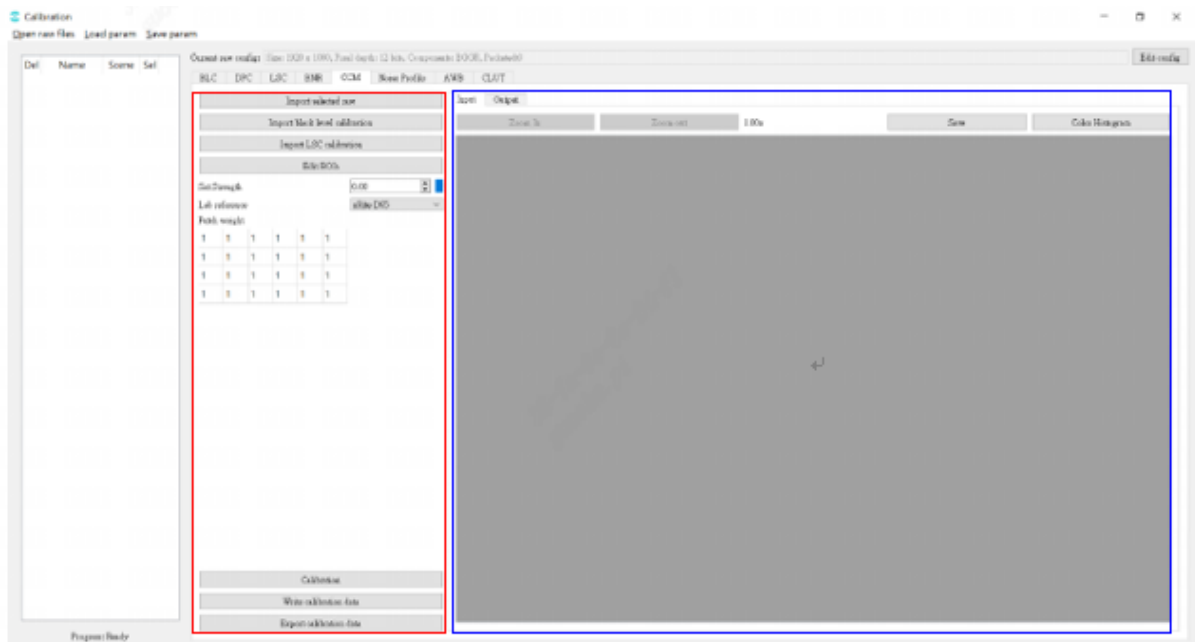 Calibration
Open raw files Load param Save param
Del Name Scene Sel
Current raw config: Size: 1920 x 1080, Pixel depth: 12 bits, Components: BGGR,
Edit config
BLC DPC LSC BNR CCM Noise Profile AWB CLUT
Import selected raw
Import black level calibration
Import LSC calibration
Edit ROIs
Strength 0.00
Lab reference D65
Patch weight:
1 1 1 1 1 1
1 1 1 1 1 1
1 1 1 1 1 1
1 1 1 1 1 1
Calibration
Write calibration data
Export calibration data
Input Output
Zoom In Zoom out 1.00x Save Color Histogram
Progress: Ready